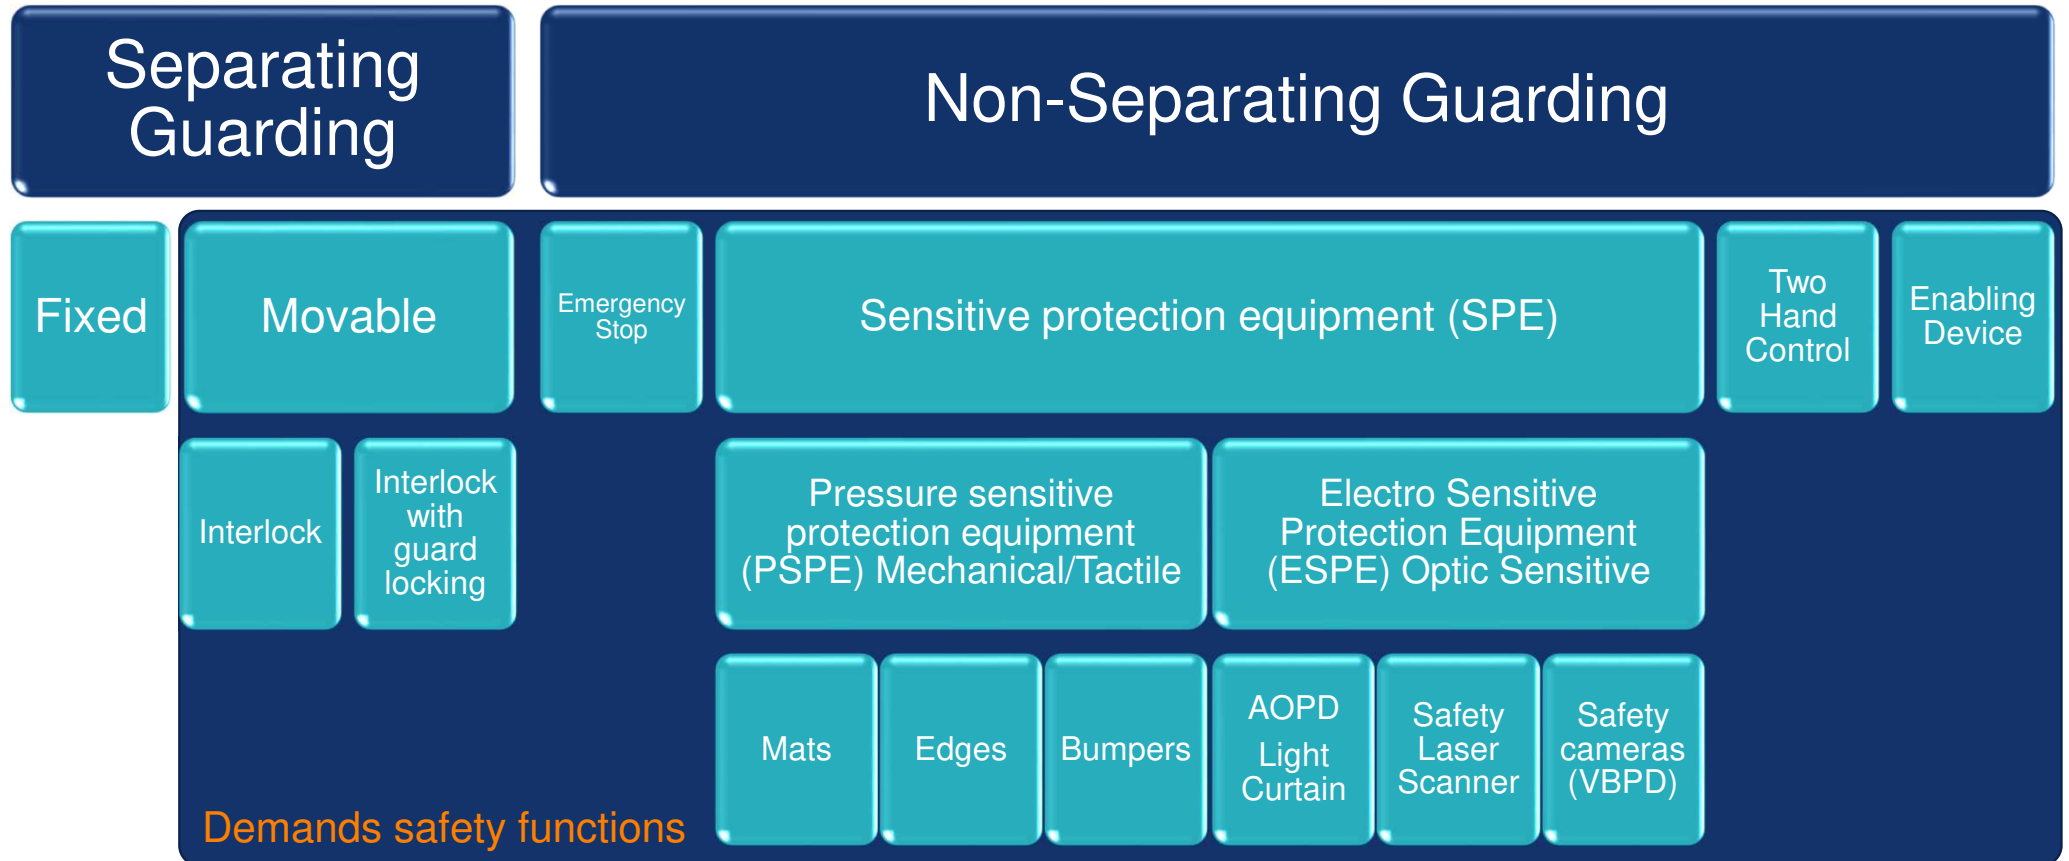 Separating
Guarding
Non-Separating Guarding
Fixed
Movable
Emergency
Stop
Sensitive protection equipment (SPE)
Two
Hand
Control
Enabling
Device
Interlock
Interlock
with
guard
locking
Pressure sensitive
protection equipment
(PSPE) Mechanical/Tactile
Electro Sensitive
Protection Equipment
(ESPE) Optic Sensitive
Mats
Edges
Bumpers
AOPD
Light
Curtain
Safety
Laser
Scanner
Safety
cameras
(VBPD)
Demands safety functions